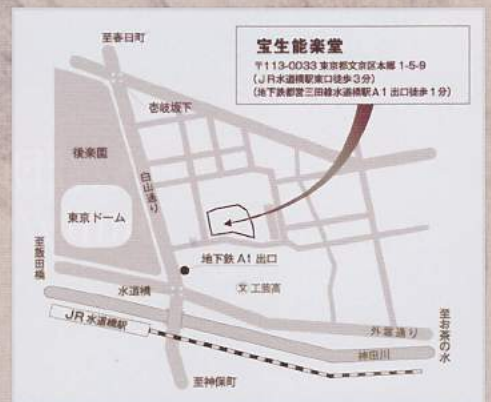 宝生能楽堂
〒113-0033 東京都文京区本郷 1-5-9
(JR水道橋駅東口徒歩3分)
(地下鉄都営三田線水道橋駅A1出口徒歩1分)
至春日町
壱岐坂下
後楽園
白山通り
東京ドーム
至飯田橋
地下鉄 A1 出口
水道橋
文 工芸高
JR 水道橋駅
外堀通り
神田川
至お茶の水
至神保町